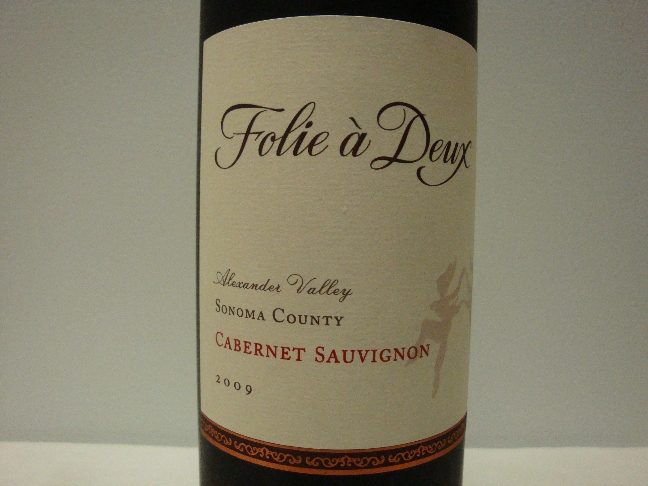 Folie à Deux
Alexander Valley
SONOMA COUNTY
CABERNET SAUVIGNON
2009